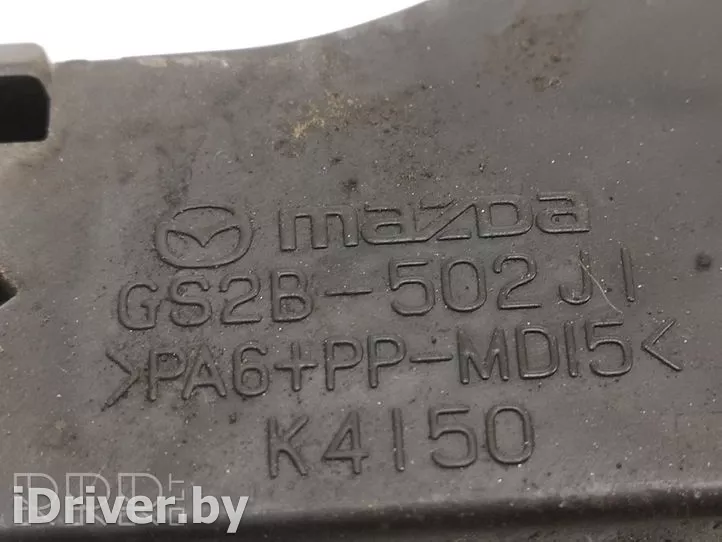 mazda
GS2B-502J1
>PA6+PP-MD15<
K4150
iDriver.by